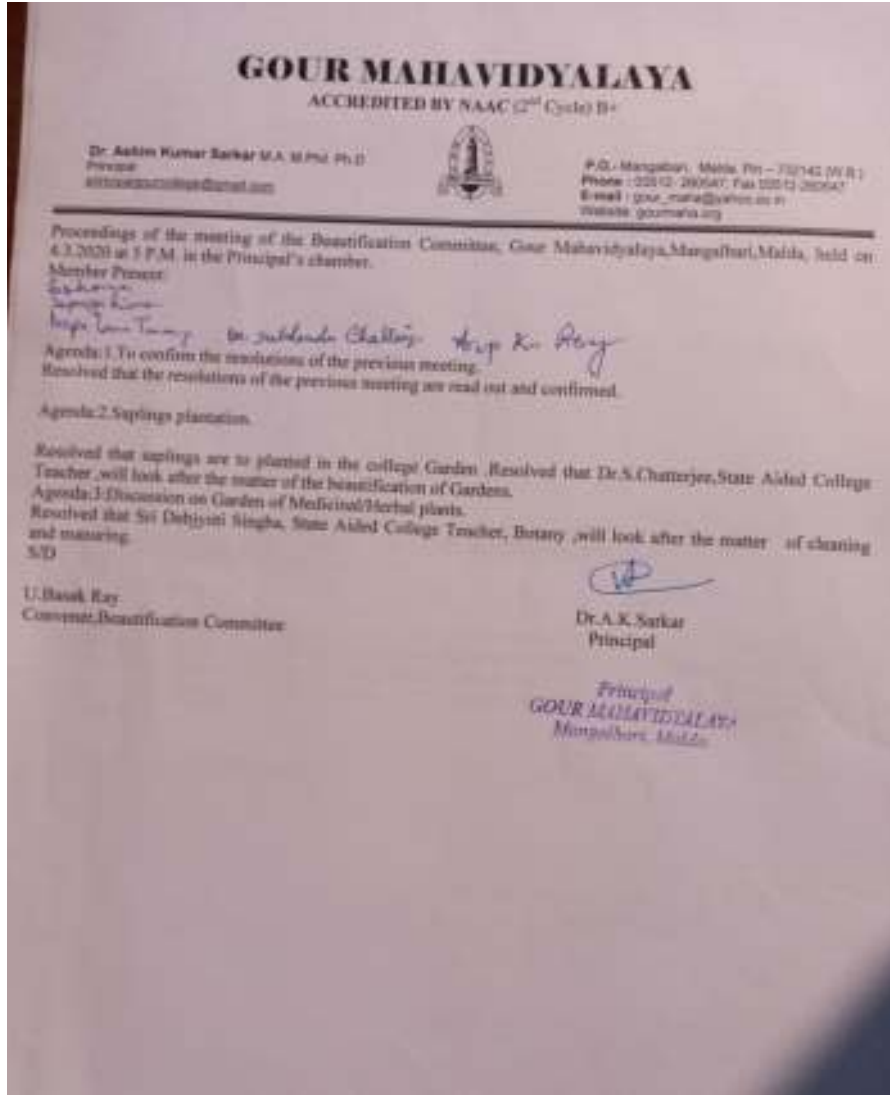 GOUR MAHAVIDYALAYA
ACCREDITED BY NAAC (2nd Cycle) B+
Dr. Ashim Kumar Sarkar M.A. M.Phil. Ph.D
Principal
P.O.- Mangalbari, Malda, Pin – 732142 (W.B.)
Phone : 03512- 260547, Fax 03512-260547
E-mail : gour_maha@yahoo.co.in
Website: gourmaha.org
Proceedings of the meeting of the Beautification Committee, Gour Mahavidyalaya,Mangalbari,Malda, held on
4.3.2020 at 3 P.M. in the Principal's chamber.
Member Present:
Agenda:1.To confirm the resolutions of the previous meeting.
Resolved that the resolutions of the previous meeting are read out and confirmed.
Agenda:2.Saplings plantation.
Resolved that saplings are to planted in the college Garden .Resolved that Dr.S.Chatterjee,State Aided College
Teacher ,will look after the matter of the beautification of Gardens.
Agenda:3:Discussion on Garden of Medicinal/Herbal plants.
Resolved that Sri Debjyoti Singha, State Aided College Teacher, Botany ,will look after the matter of cleaning
and manuring.
S/D
U.Basak Ray
Convener,Beautification Committee
Dr.A.K.Sarkar
Principal
Principal
GOUR MAHAVIDYALAYA
Mangalbari, Malda